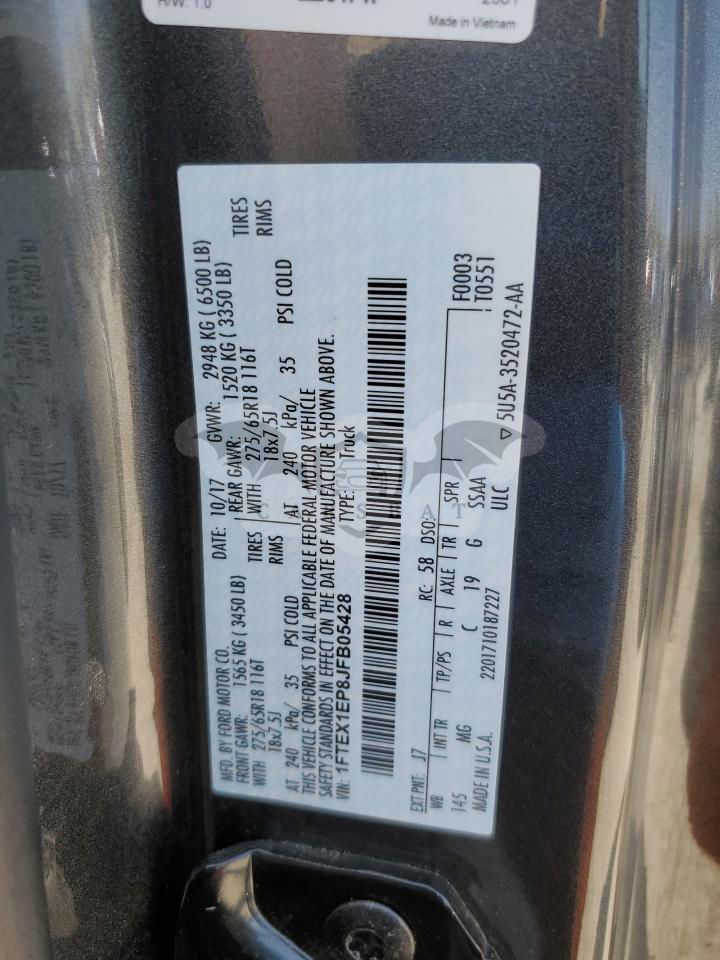 H/W: 1.0
Made in Vietnam
MFD. BY FORD MOTOR CO. DATE: 10/17 GVWR: 2948 KG ( 6500 LB)
FRONT GAWR: 1565 KG ( 3450 LB) REAR GAWR: 1520 KG ( 3350 LB)
WITH 275/65R18 116T TIRES WITH 275/65R18 116T TIRES
18x7.5J RIMS 18x7.5J RIMS
AT 240 kPa/ 35 PSI COLD AT 240 kPa/ 35 PSI COLD
THIS VEHICLE CONFORMS TO ALL APPLICABLE FEDERAL MOTOR VEHICLE
SAFETY STANDARDS IN EFFECT ON THE DATE OF MANUFACTURE SHOWN ABOVE.
VIN: 1FTEX1EP8JFB05428 TYPE: Truck
EXT PNT: J7 RC: 58 DSO: F0003
WB INT TR TP/PS R AXLE TR SPR T0551
145 MG C 19 G SSAA
MADE IN U.S.A. 2201710187227 ULC
5U5A-3520472-AA